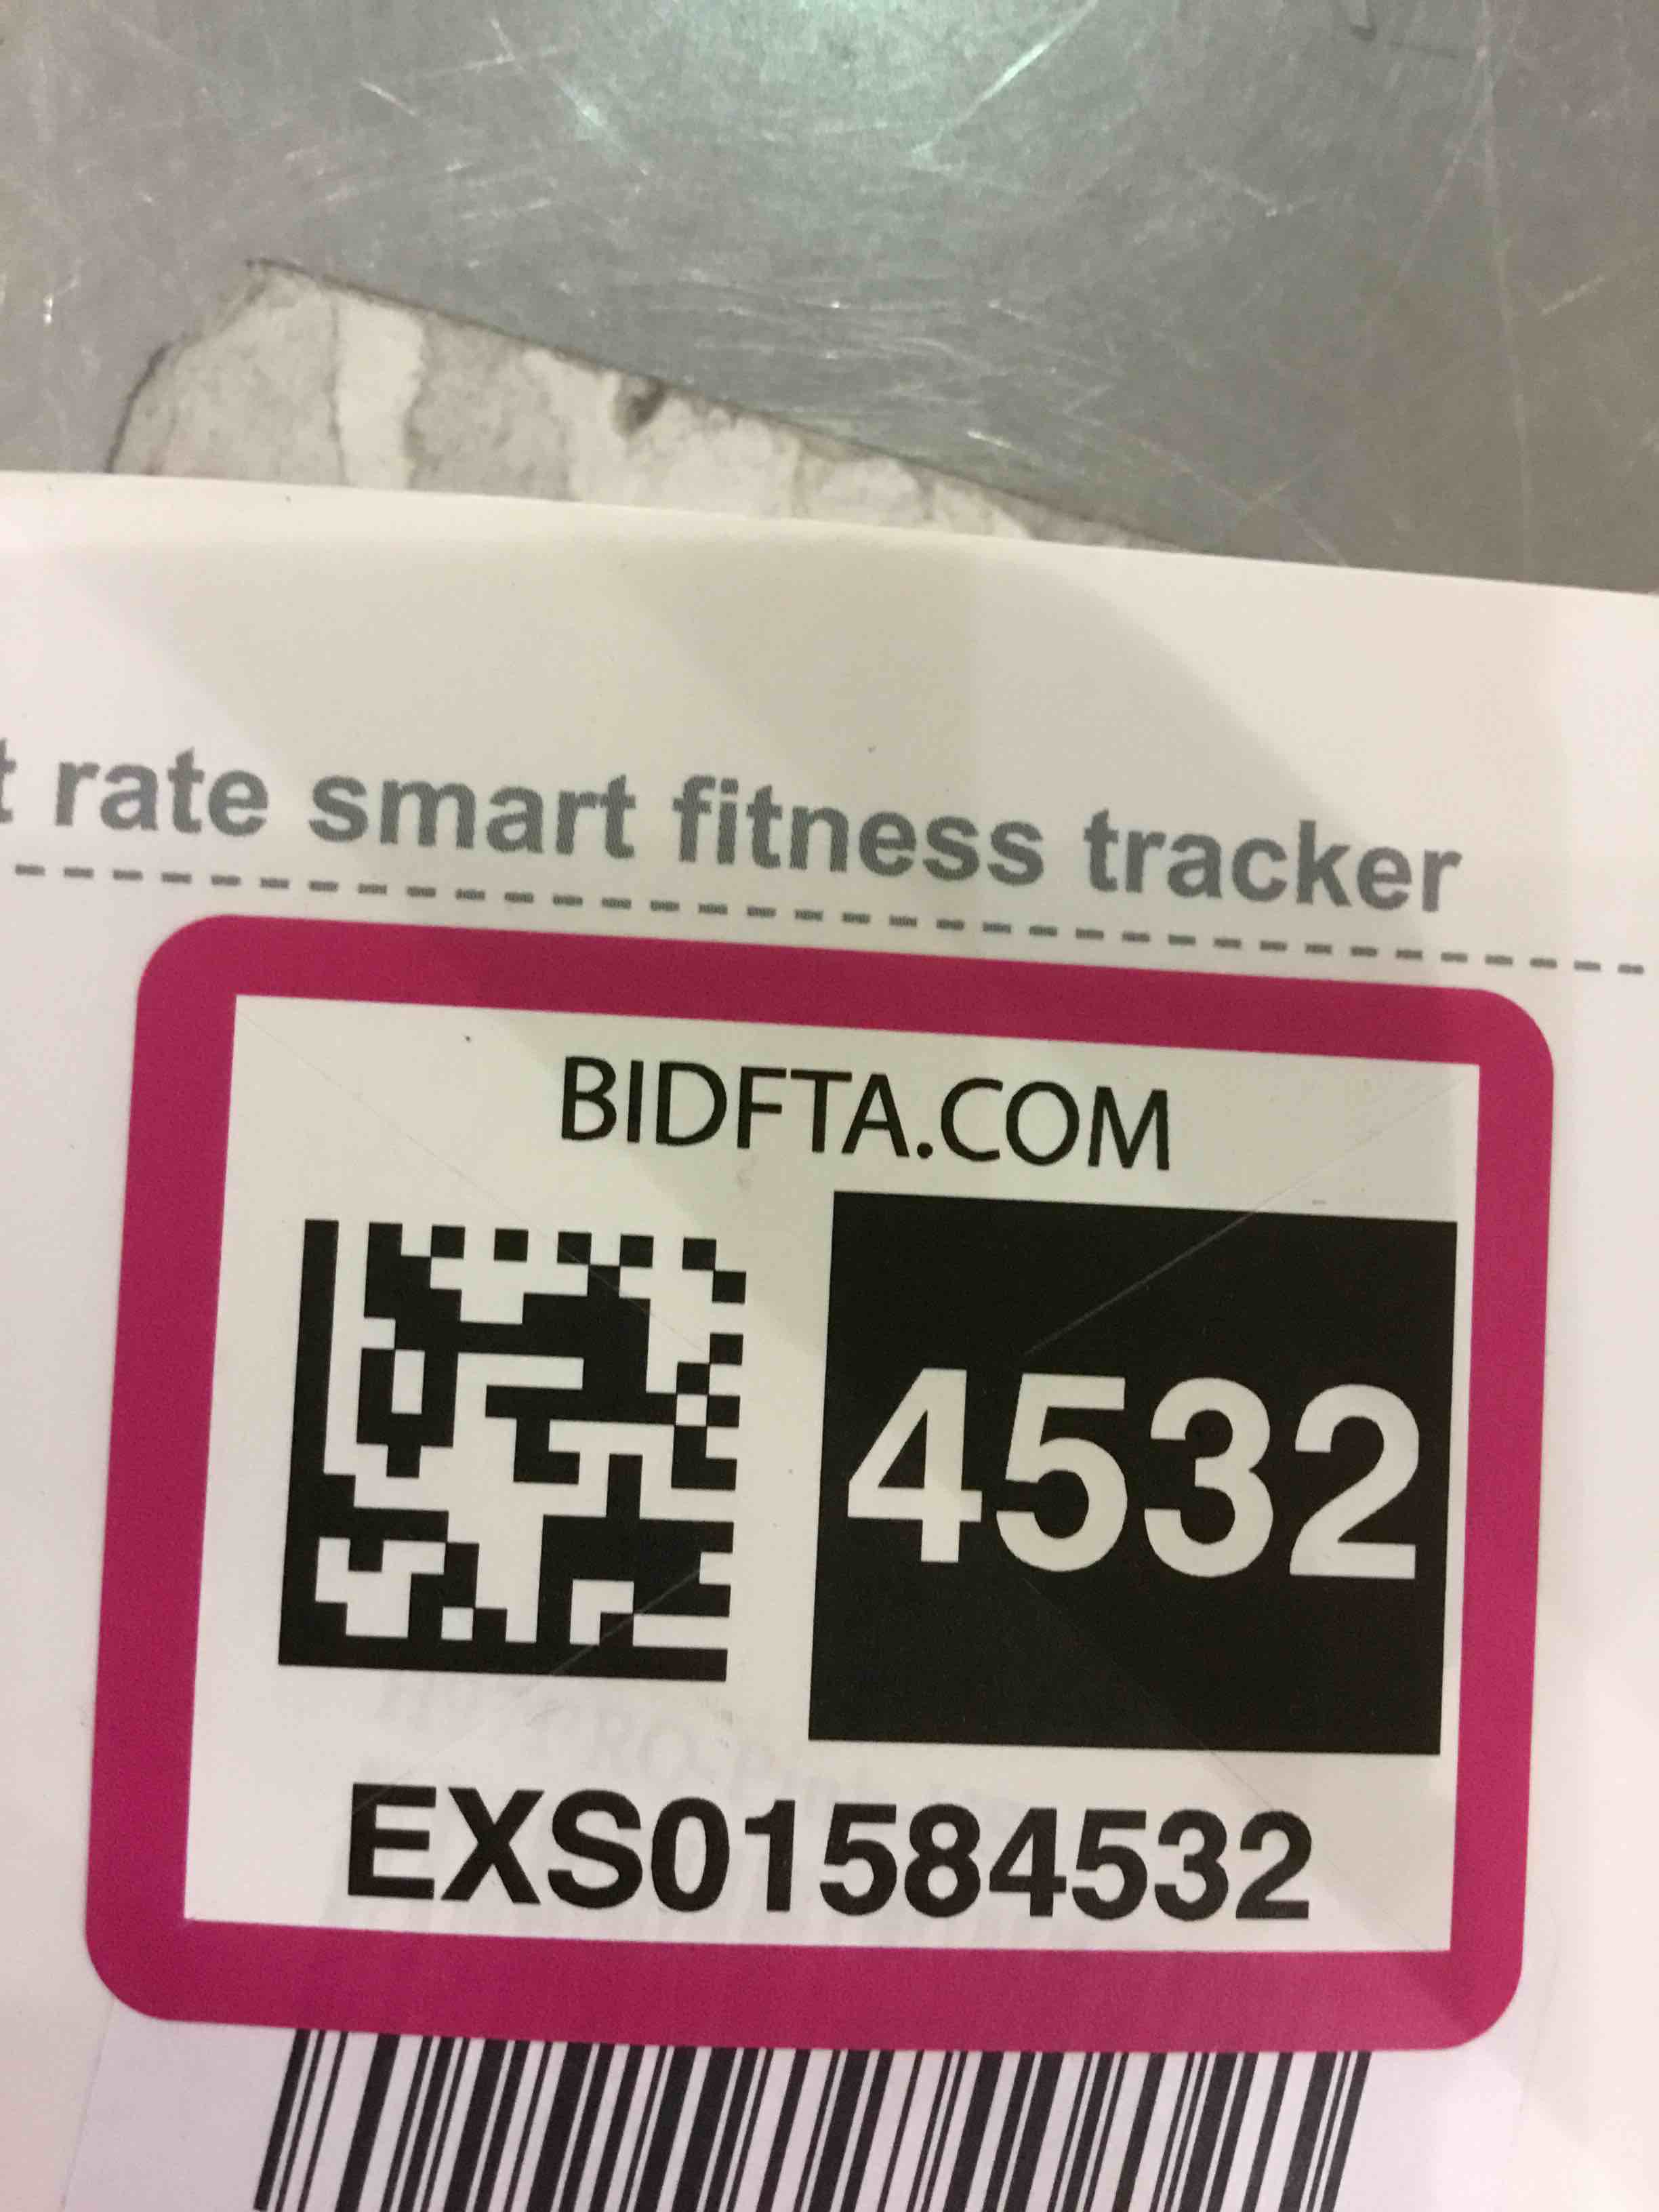 t rate smart fitness tracker
BIDFTA.COM
4532
EXS01584532